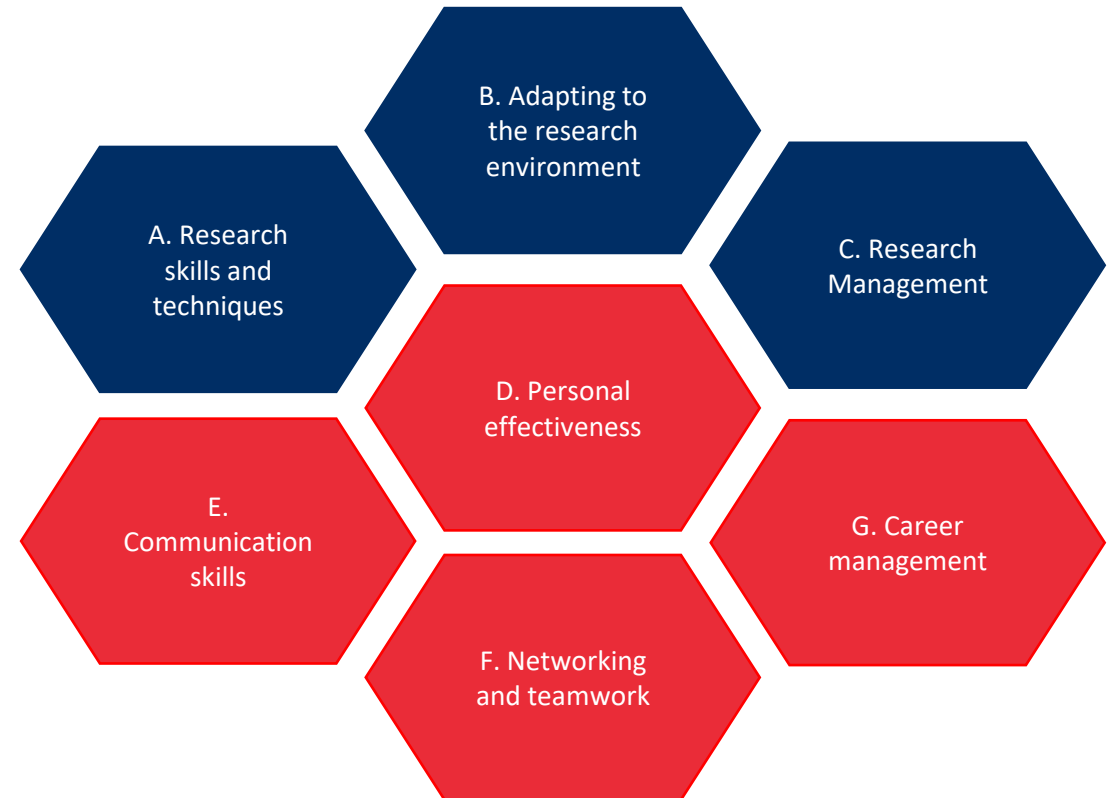 B. Adapting to
the research
environment
A. Research
skills and
techniques
C. Research
Management
D. Personal
effectiveness
E.
Communication
skills
G. Career
management
F. Networking
and teamwork